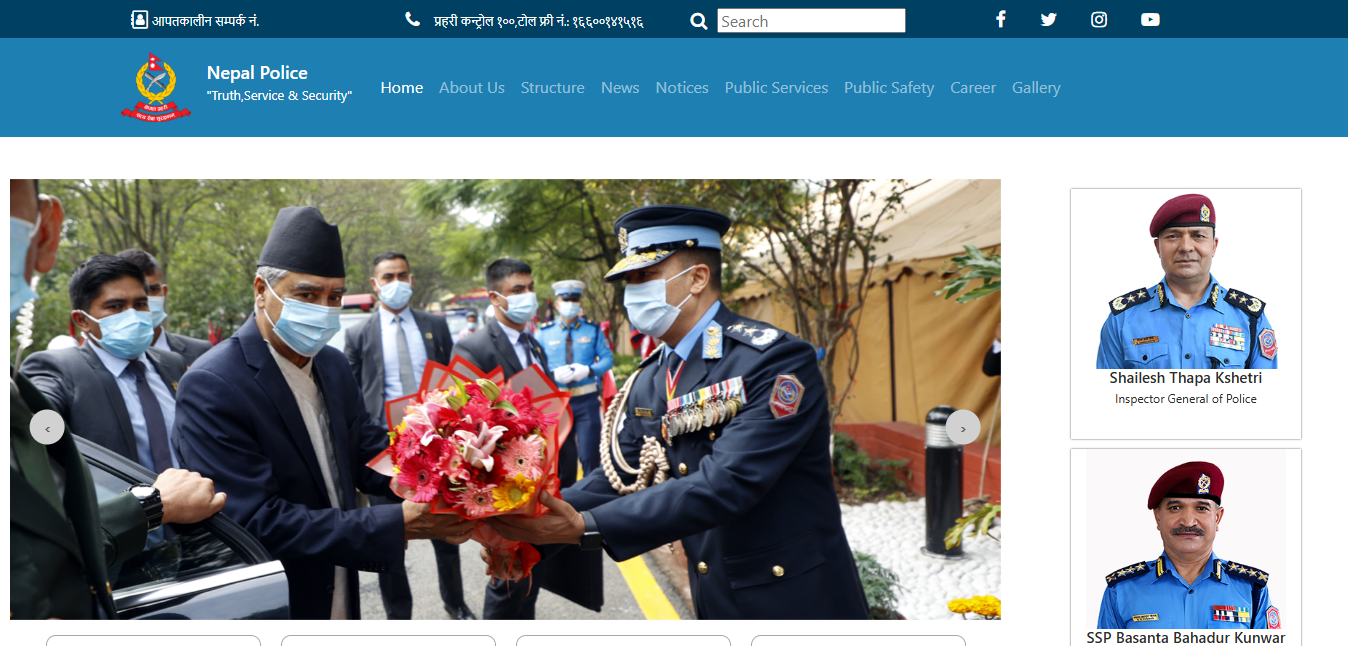 आपतकालीन सम्पर्क नं.
प्रहरी कन्ट्रोल १००,टोल फ्री नं.: १६६००१४१५१६
Search
Nepal Police
"Truth,Service & Security"
Home About Us Structure News Notices Public Services Public Safety Career Gallery
Shailesh Thapa Kshetri
Inspector General of Police
SSP Basanta Bahadur Kunwar